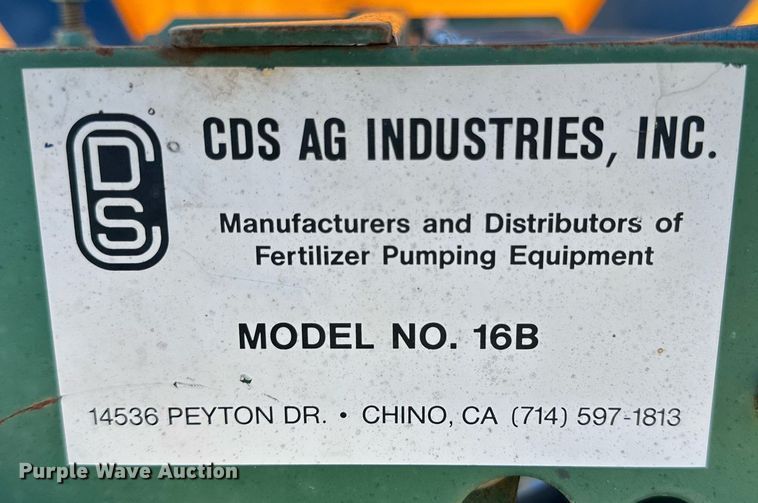 CDS
CDS AG INDUSTRIES, INC.
Manufacturers and Distributors of
Fertilizer Pumping Equipment
MODEL NO. 16B
14536 PEYTON DR. • CHINO, CA (714) 597-1813
Purple Wave Auction